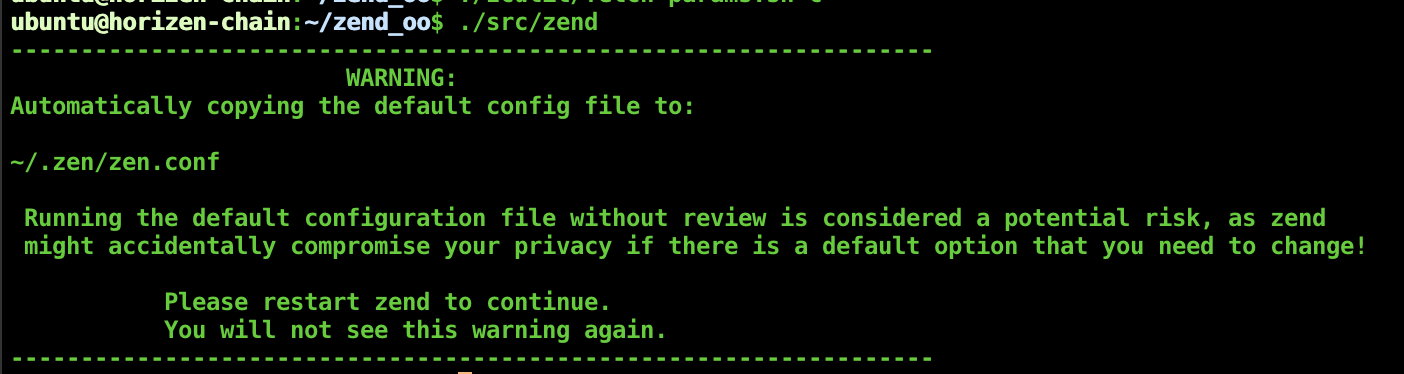 ubuntu@horizen-chain:~/zend_oo$ ./src/zend
------------------------------------------------------------------
WARNING:
Automatically copying the default config file to:
~/.zen/zen.conf
Running the default configuration file without review is considered a potential risk, as zend
might accidentally compromise your privacy if there is a default option that you need to change!
Please restart zend to continue.
You will not see this warning again.
------------------------------------------------------------------